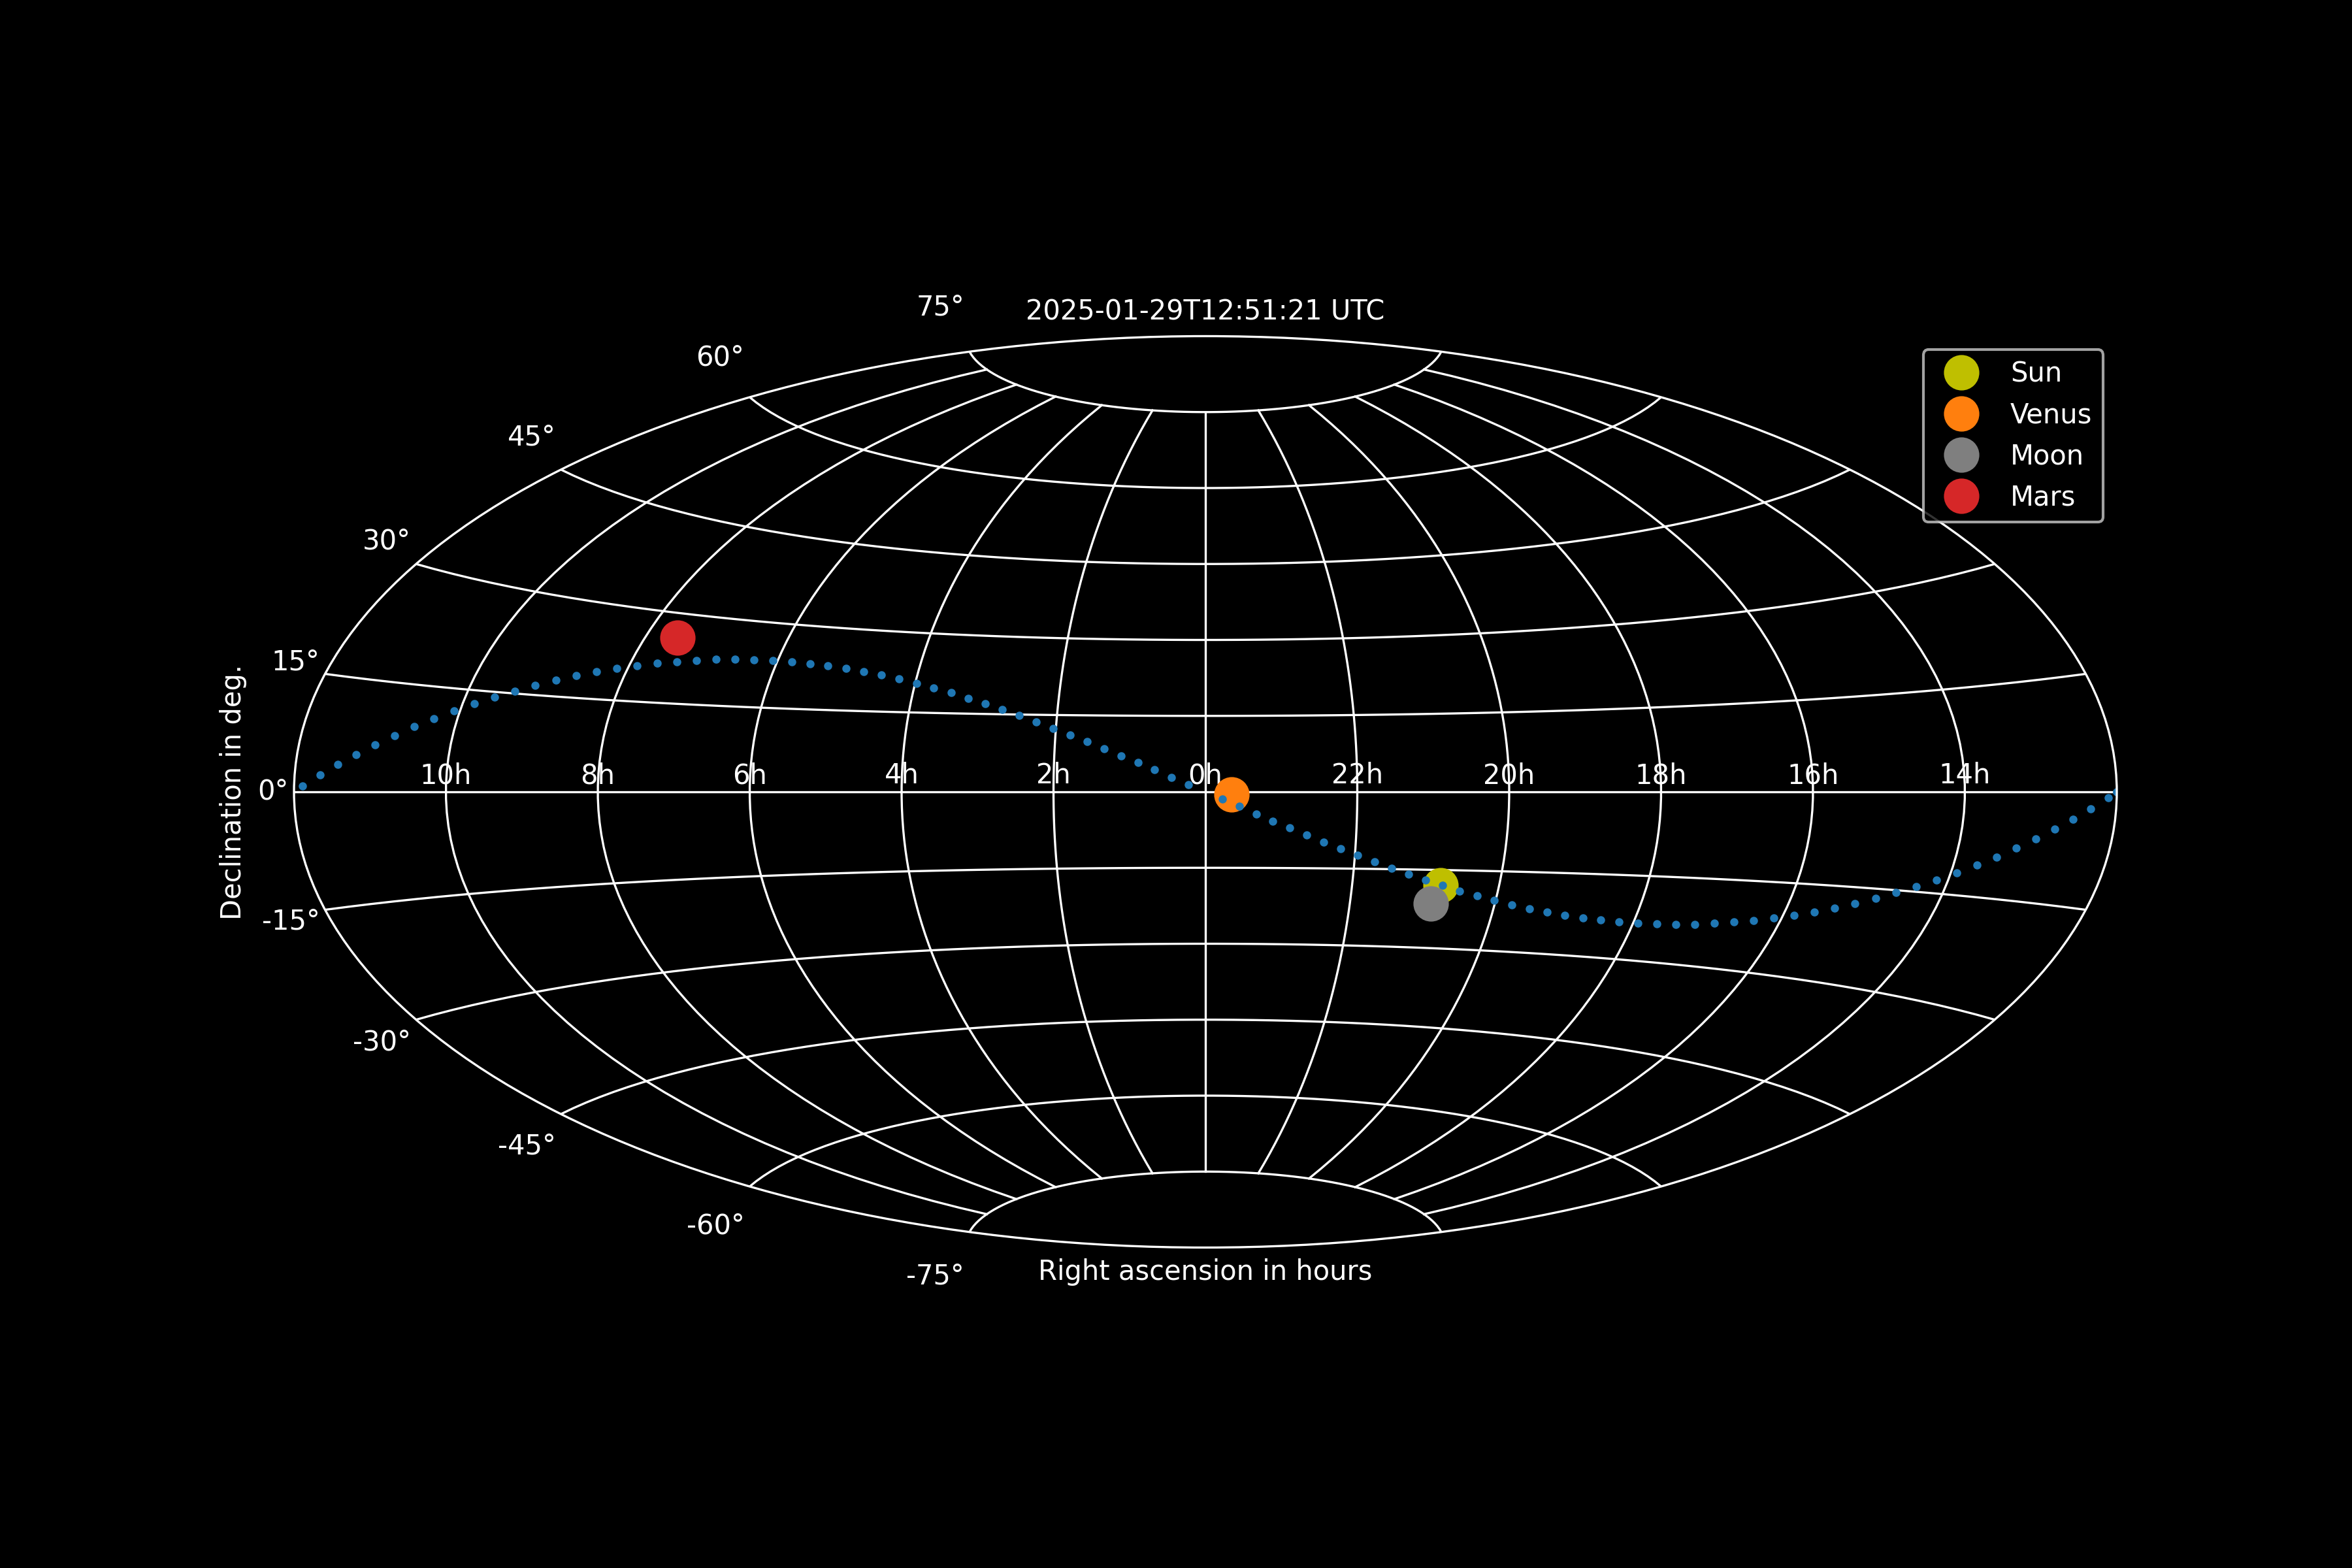 75°
2025-01-29T12:51:21 UTC
60°
Sun
Venus
Moon
Mars
45°
30°
15°
Declination in deg.
0°
10h
8h
6h
4h
2h
0h
22h
20h
18h
16h
14h
-15°
-30°
-45°
-60°
-75°
Right ascension in hours